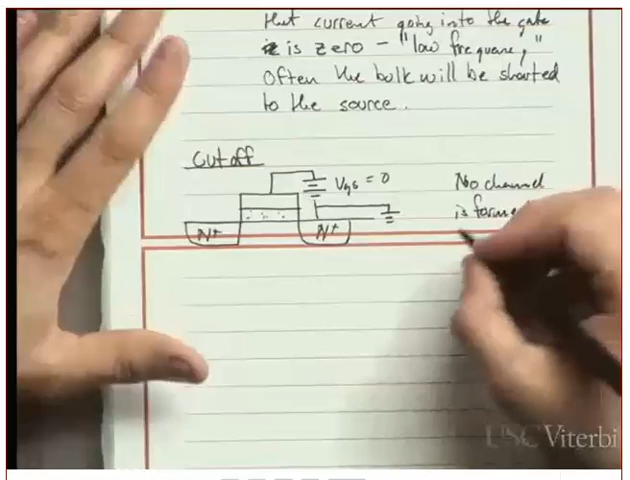 that current going into the gate
is zero - "low frequency"
Often the bulk will be shorted
to the source.
Cutoff
Vgs = 0
No channel
is formed
N+
N+
USC Viterbi